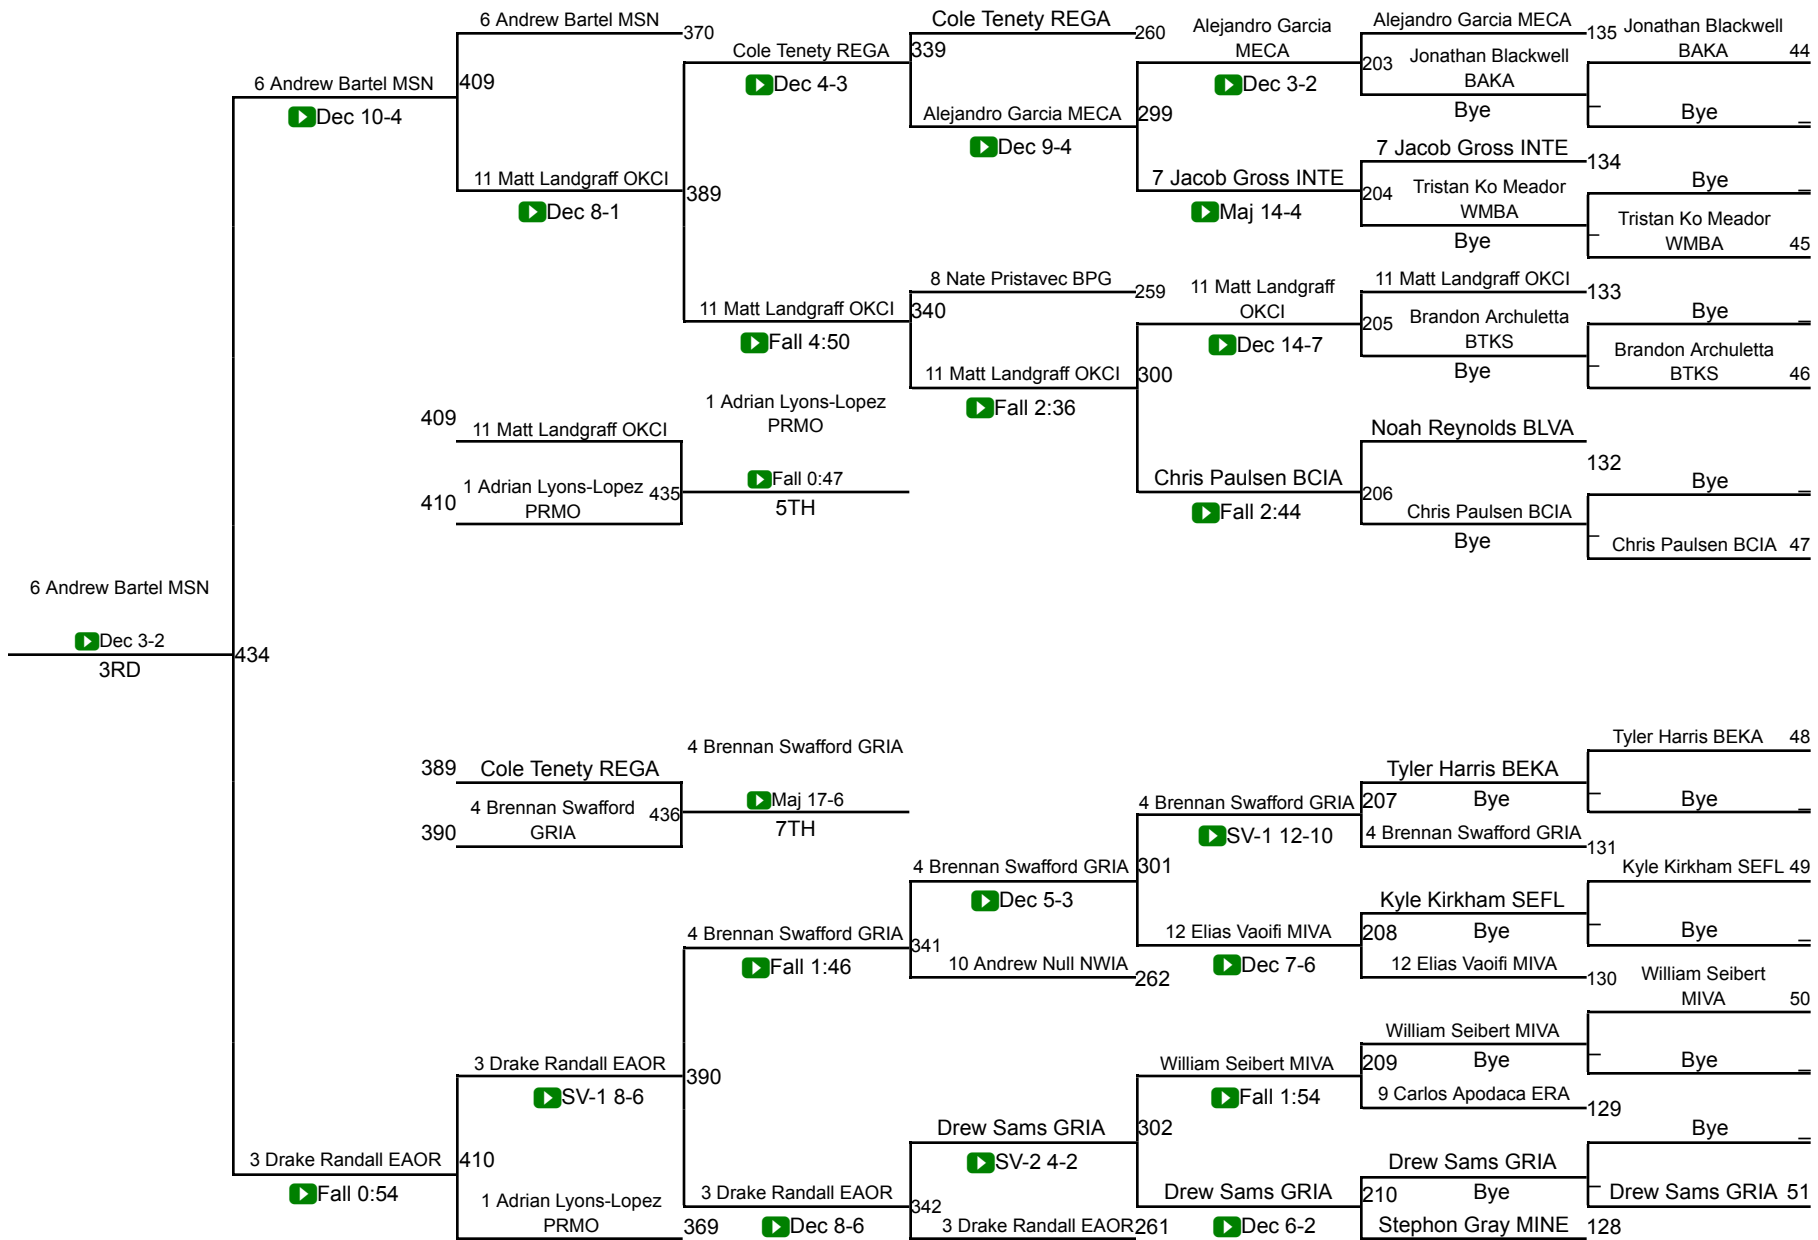 6 Andrew Bartel MSN
370
Cole Tenety REGA
260
Alejandro Garcia
MECA
Alejandro Garcia MECA
135
Jonathan Blackwell
BAKA
44
Cole Tenety REGA
339
203
Jonathan Blackwell
BAKA
6 Andrew Bartel MSN
409
Dec 4-3
Dec 3-2
Dec 10-4
Alejandro Garcia MECA
299
Bye
_
Bye
_
Dec 9-4
7 Jacob Gross INTE
134
11 Matt Landgraff OKCI
389
7 Jacob Gross INTE
204
Tristan Ko Meador
WMBA
Bye
_
Dec 8-1
Maj 14-4
Bye
_
Tristan Ko Meador
WMBA
45
8 Nate Pristavec BPG
259
11 Matt Landgraff
OKCI
11 Matt Landgraff OKCI
133
11 Matt Landgraff OKCI
340
205
Brandon Archuletta
BTKS
Bye
_
Fall 4:50
Dec 14-7
11 Matt Landgraff OKCI
300
Bye
_
Brandon Archuletta
BTKS
46
409
1 Adrian Lyons-Lopez
PRMO
Fall 2:36
11 Matt Landgraff OKCI
Noah Reynolds BLVA
132
Fall 0:47
Chris Paulsen BCIA
Bye
_
410
1 Adrian Lyons-Lopez
PRMO
435
5TH
206
Chris Paulsen BCIA
Fall 2:44
Bye
_
Chris Paulsen BCIA
47
6 Andrew Bartel MSN
Dec 3-2
434
3RD
4 Brennan Swafford GRIA
Tyler Harris BEKA
48
389
Cole Tenety REGA
Tyler Harris BEKA
Maj 17-6
4 Brennan Swafford GRIA
207
Bye
_
Bye
_
390
4 Brennan Swafford
GRIA
436
7TH
SV-1 12-10
4 Brennan Swafford GRIA
131
4 Brennan Swafford GRIA
301
Kyle Kirkham SEFL
49
Dec 5-3
Kyle Kirkham SEFL
4 Brennan Swafford GRIA
341
12 Elias Vaoifi MIVA
208
Bye
_
Bye
_
Fall 1:46
10 Andrew Null NWIA
262
Dec 7-6
12 Elias Vaoifi MIVA
130
William Seibert
MIVA
50
William Seibert MIVA
3 Drake Randall EAOR
390
William Seibert MIVA
209
Bye
_
Bye
_
SV-1 8-6
Fall 1:54
9 Carlos Apodaca ERA
129
Drew Sams GRIA
302
Bye
_
3 Drake Randall EAOR
410
SV-2 4-2
Drew Sams GRIA
Fall 0:54
1 Adrian Lyons-Lopez
PRMO
369
3 Drake Randall EAOR
342
Drew Sams GRIA
210
Bye
_
Drew Sams GRIA
51
Dec 8-6
3 Drake Randall EAOR
261
Dec 6-2
Stephon Gray MINE
128